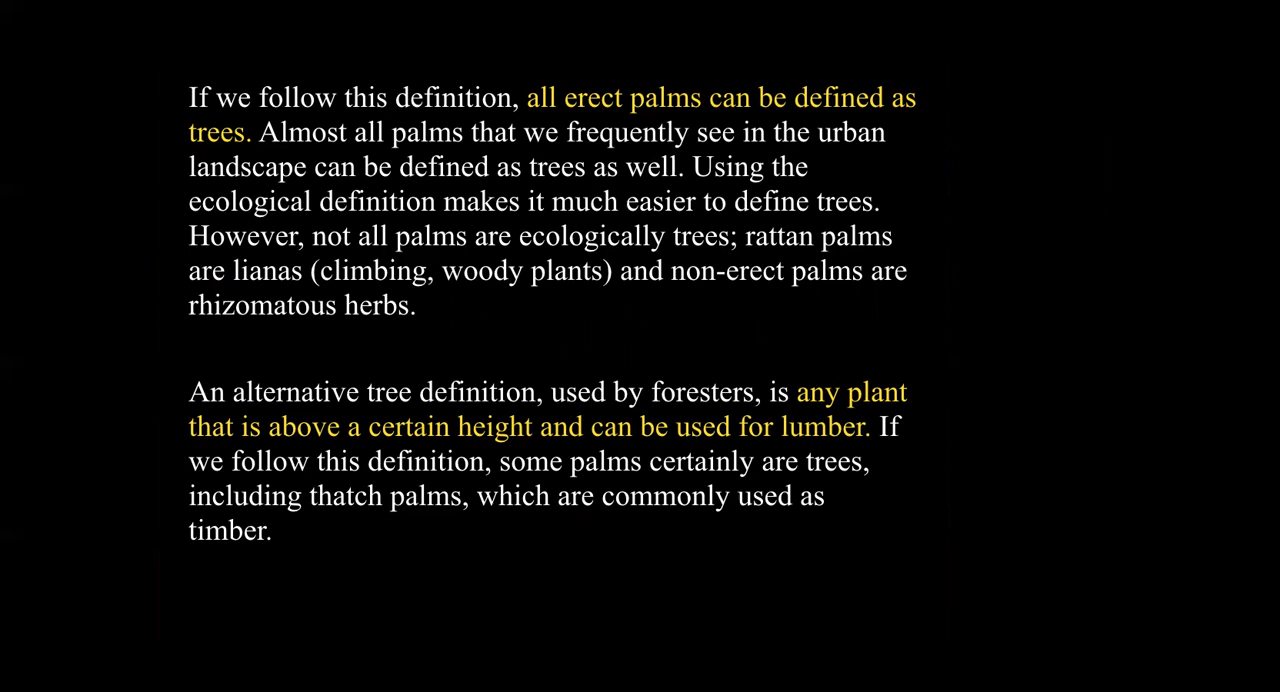 If we follow this definition, all erect palms can be defined as
trees. Almost all palms that we frequently see in the urban
landscape can be defined as trees as well. Using the
ecological definition makes it much easier to define trees.
However, not all palms are ecologically trees; rattan palms
are lianas (climbing, woody plants) and non-erect palms are
rhizomatous herbs.
An alternative tree definition, used by foresters, is any plant
that is above a certain height and can be used for lumber. If
we follow this definition, some palms certainly are trees,
including thatch palms, which are commonly used as
timber.